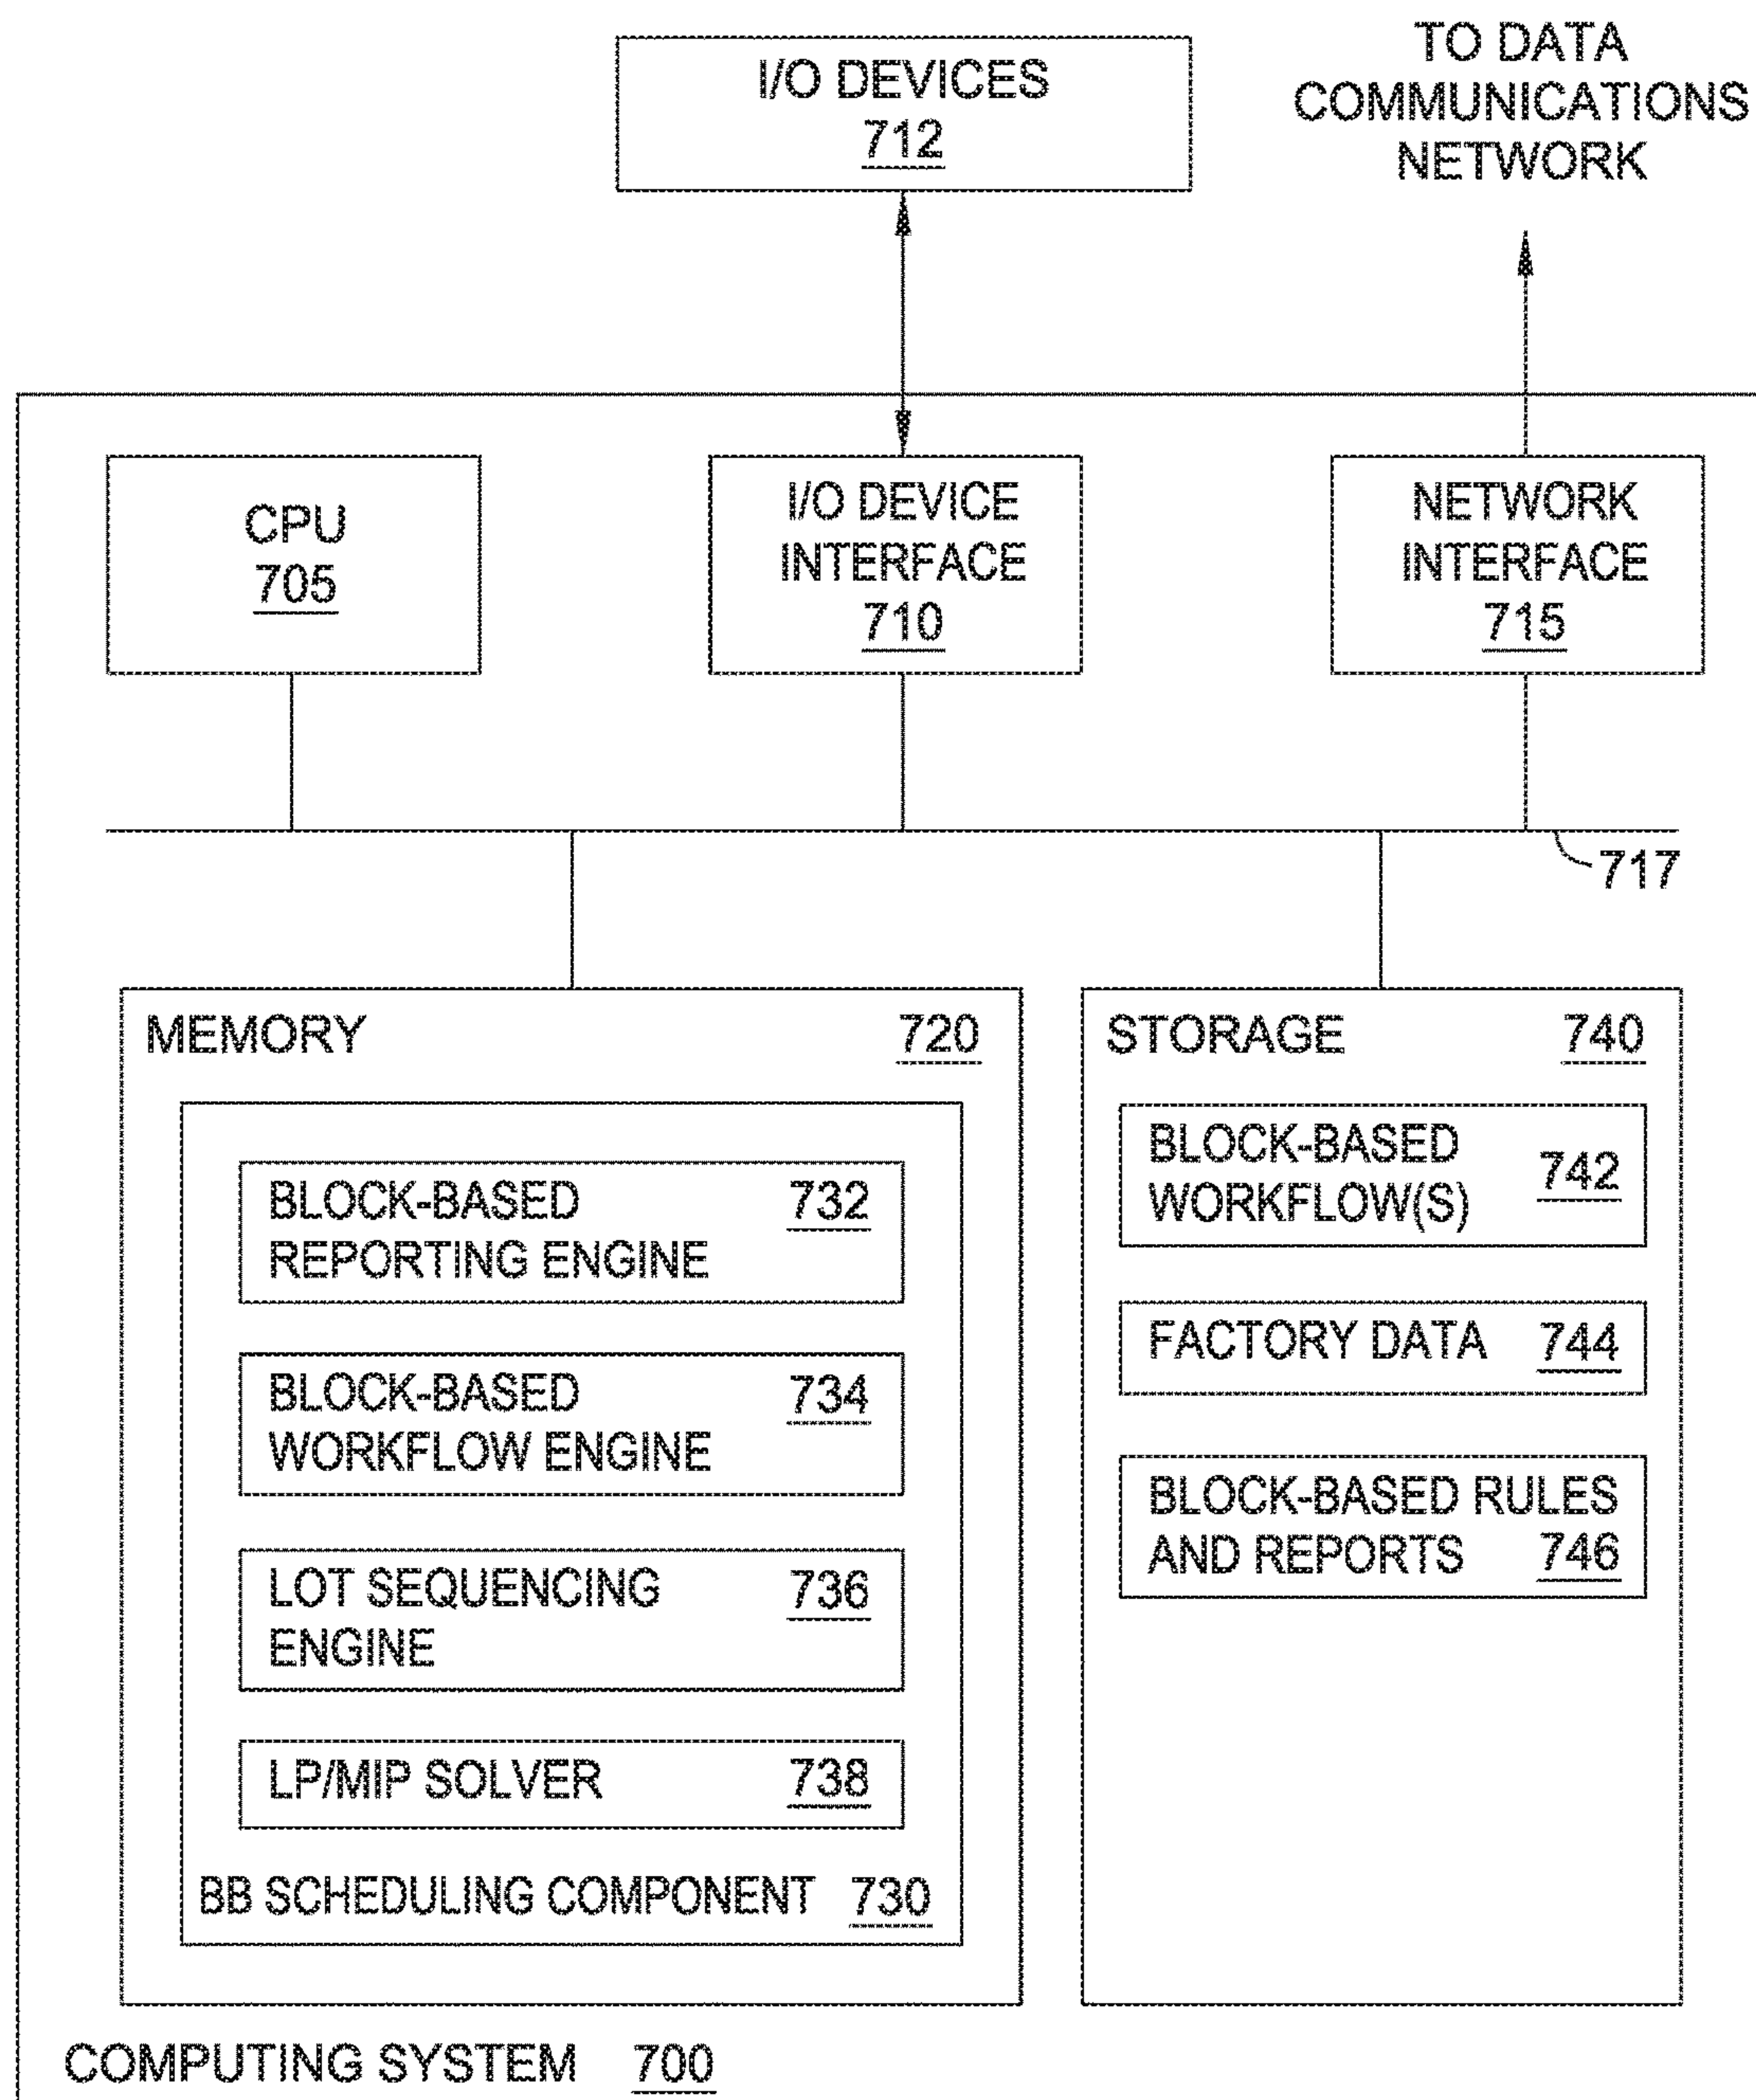 I/O DEVICES
712
TO DATA
COMMUNICATIONS
NETWORK
CPU
705
I/O DEVICE
INTERFACE
710
NETWORK
INTERFACE
715
717
MEMORY 720
BLOCK-BASED 732
REPORTING ENGINE
BLOCK-BASED 734
WORKFLOW ENGINE
LOT SEQUENCING 736
ENGINE
LP/MIP SOLVER 738
BB SCHEDULING COMPONENT 730
STORAGE 740
BLOCK-BASED
WORKFLOW(S) 742
FACTORY DATA 744
BLOCK-BASED RULES
AND REPORTS 746
COMPUTING SYSTEM 700